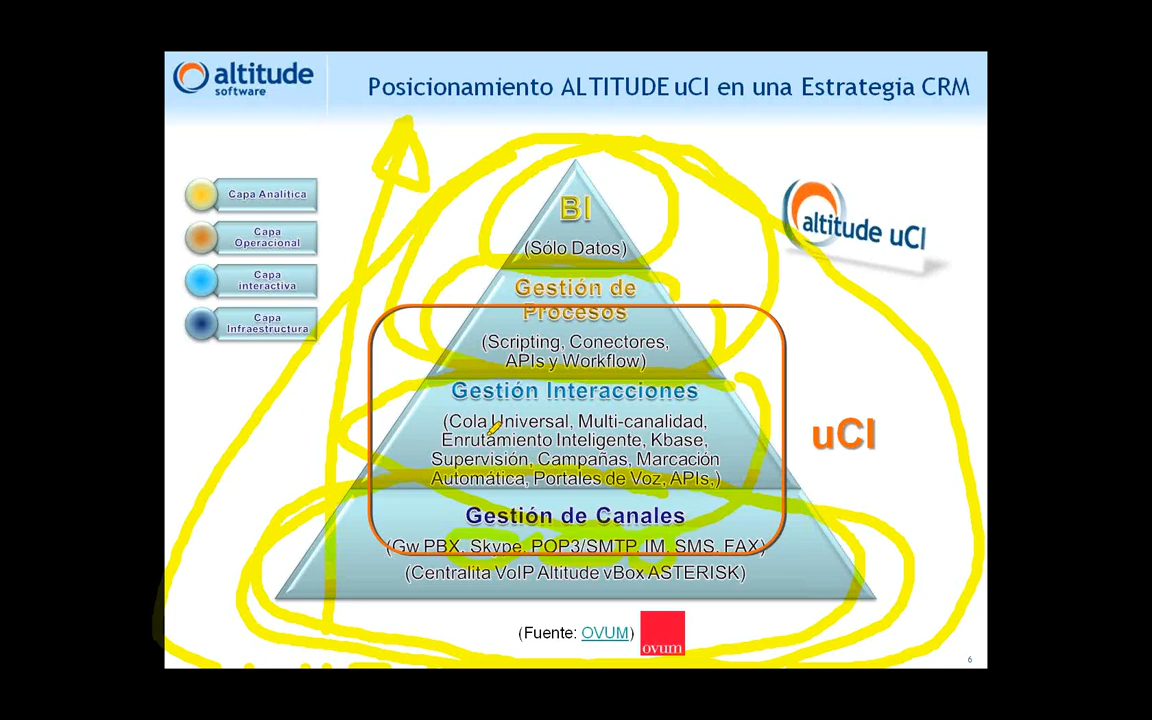 altitude
software
Posicionamiento ALTITUDE uCI en una Estrategia CRM
Capa Analítica
Capa
Operacional
Capa
interactiva
Capa
Infraestructura
BI
(Sólo Datos)
altitude uCI
Gestión de
Procesos
(Scripting, Conectores,
APIs y Workflow)
Gestión Interacciones
(Cola Universal, Multi-canalidad,
Enrutamiento Inteligente, Kbase,
Supervisión, Campañas, Marcación
Automática, Portales de Voz, APIs,)
uCI
Gestión de Canales
(Gw PBX, Skype, POP3/SMTP, IM, SMS, FAX)
(Centralita VoIP Altitude vBox ASTERISK)
(Fuente: OVUM)
ovum
6